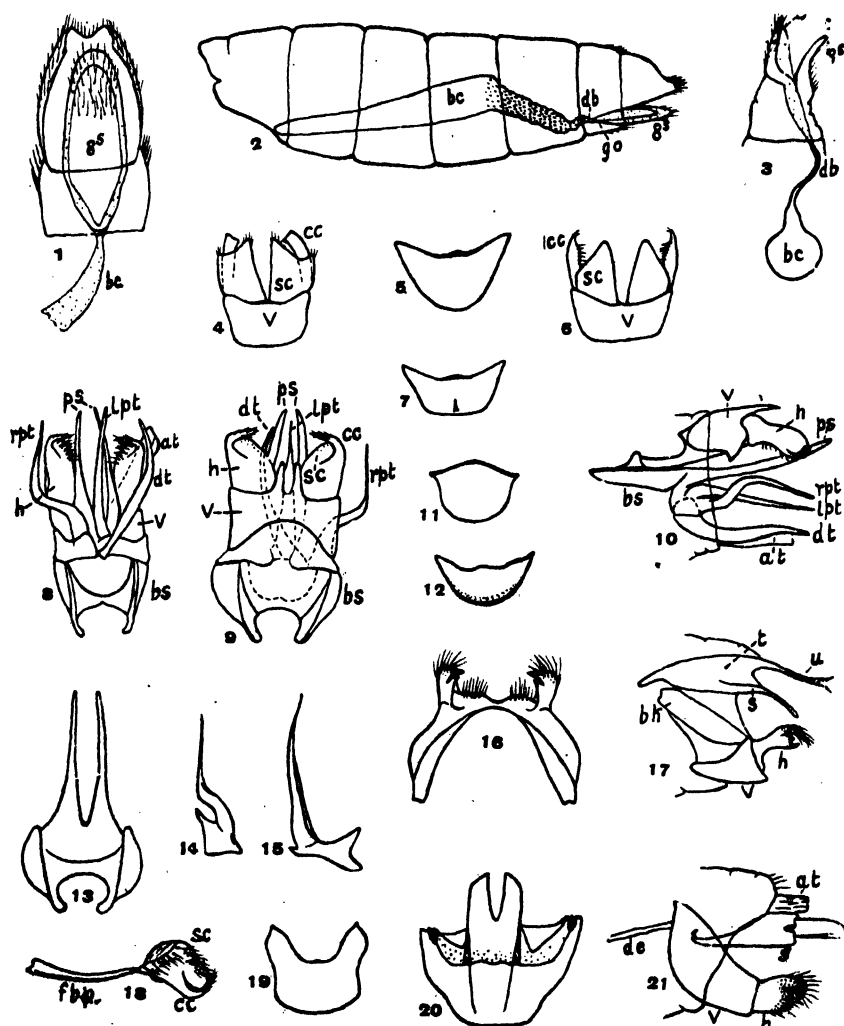 8s
1
bc
2
bc
db
go
8s
3
db
bc
4
cc
sc
V
5
6
cc
sc
V
7
8
rpt
ps
lpt
at
dt
h
V
bs
9
dt
ps
lpt
cc
h
sc
rpt
V
bs
10
V
h
ps
bs
rpt
lpt
dt
at
11
12
13
14
15
16
17
t
u
s
bk
h
V
18
sc
f.b.p.
cc
19
20
21
at
de
s
V
h